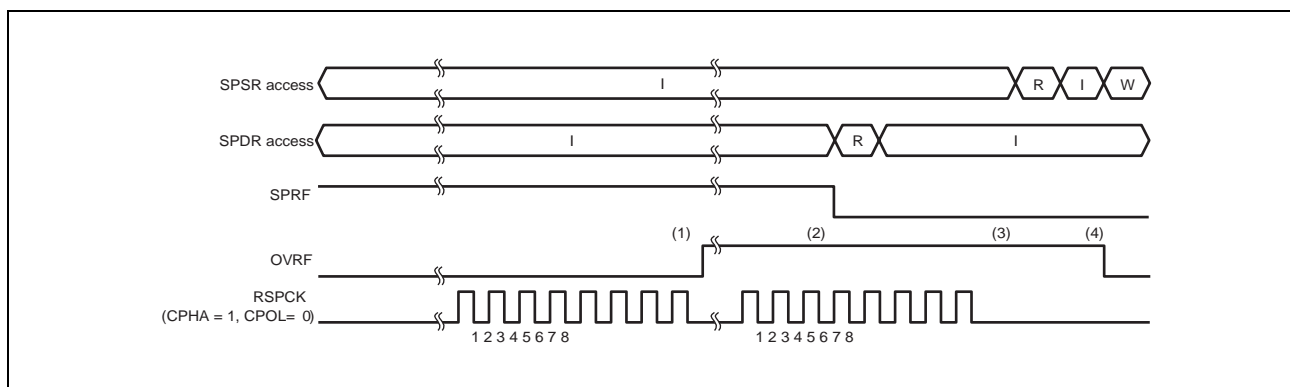 SPSR access
I
R
I
W
SPDR access
I
R
I
SPRF
(1)
(2)
(3)
(4)
OVRF
RSPCK
(CPHA = 1, CPOL= 0)
1 2 3 4 5 6 7 8
1 2 3 4 5 6 7 8